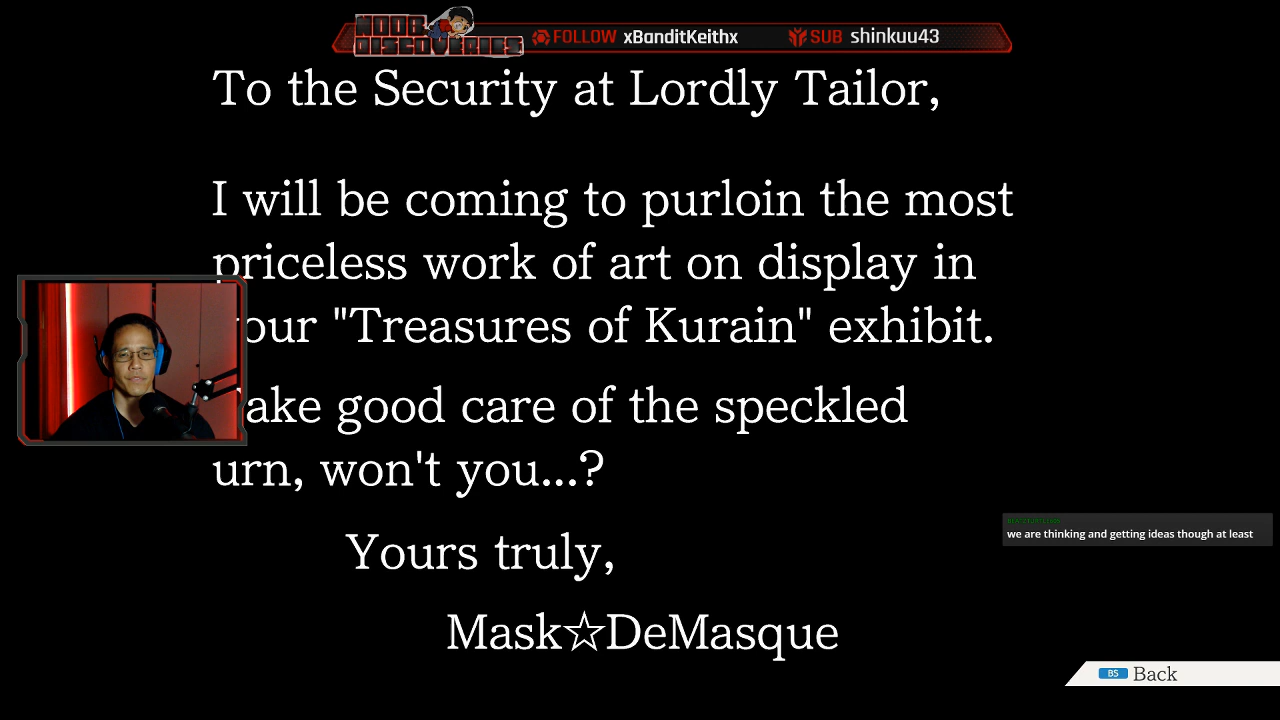 NOOB DISCOVERIES
FOLLOW xBanditKeithx
SUB shinkuu43
To the Security at Lordly Tailor,
I will be coming to purloin the most
priceless work of art on display in
our "Treasures of Kurain" exhibit.
ake good care of the speckled
urn, won't you...?
Yours truly,
Mask☆DeMasque
we are thinking and getting ideas though at least
BS Back